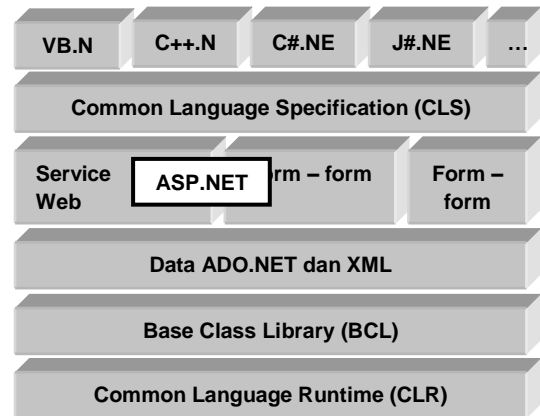 VB.N C++.N C#.NE J#.NE ...
Common Language Specification (CLS)
Service Web
ASP.NET
rm – form
Form – form
Data ADO.NET dan XML
Base Class Library (BCL)
Common Language Runtime (CLR)